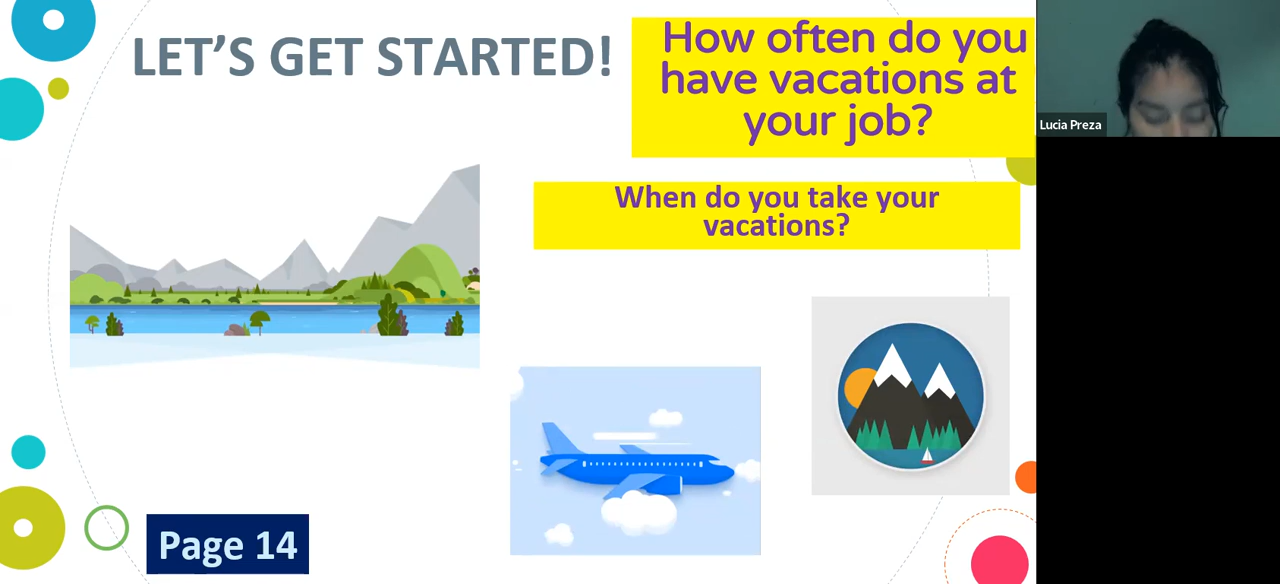 LET'S GET STARTED!
How often do you
have vacations at
your job?
Lucia Preza
When do you take your
vacations?
Page 14